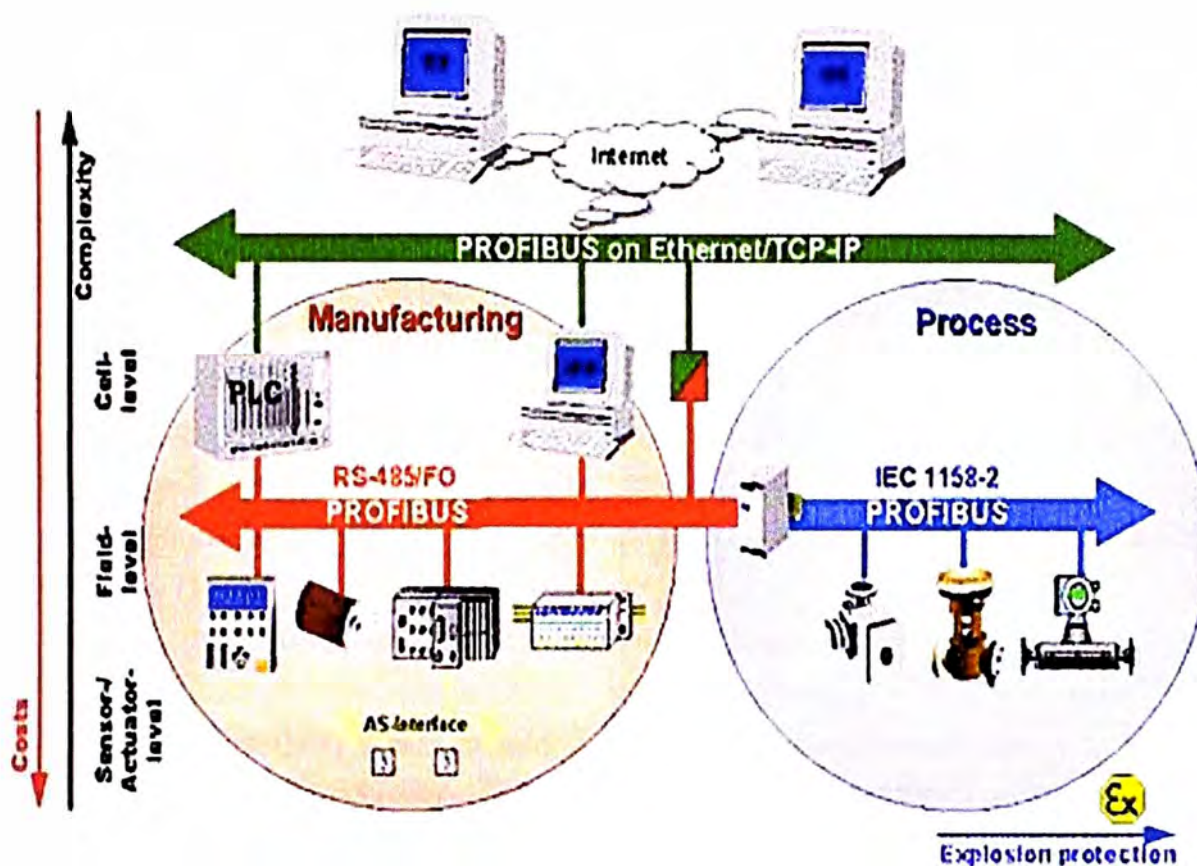 Internet
PROFIBUS on Ethernet/TCP-IP
Complexity
Manufacturing
Process
Cell-
level
PLC
RS-485/FO
PROFIBUS
IEC 1158-2
PROFIBUS
Field-
level
Sensor-/
Actuator-
level
AS-Interface
Costs
Ex
Explosion protection